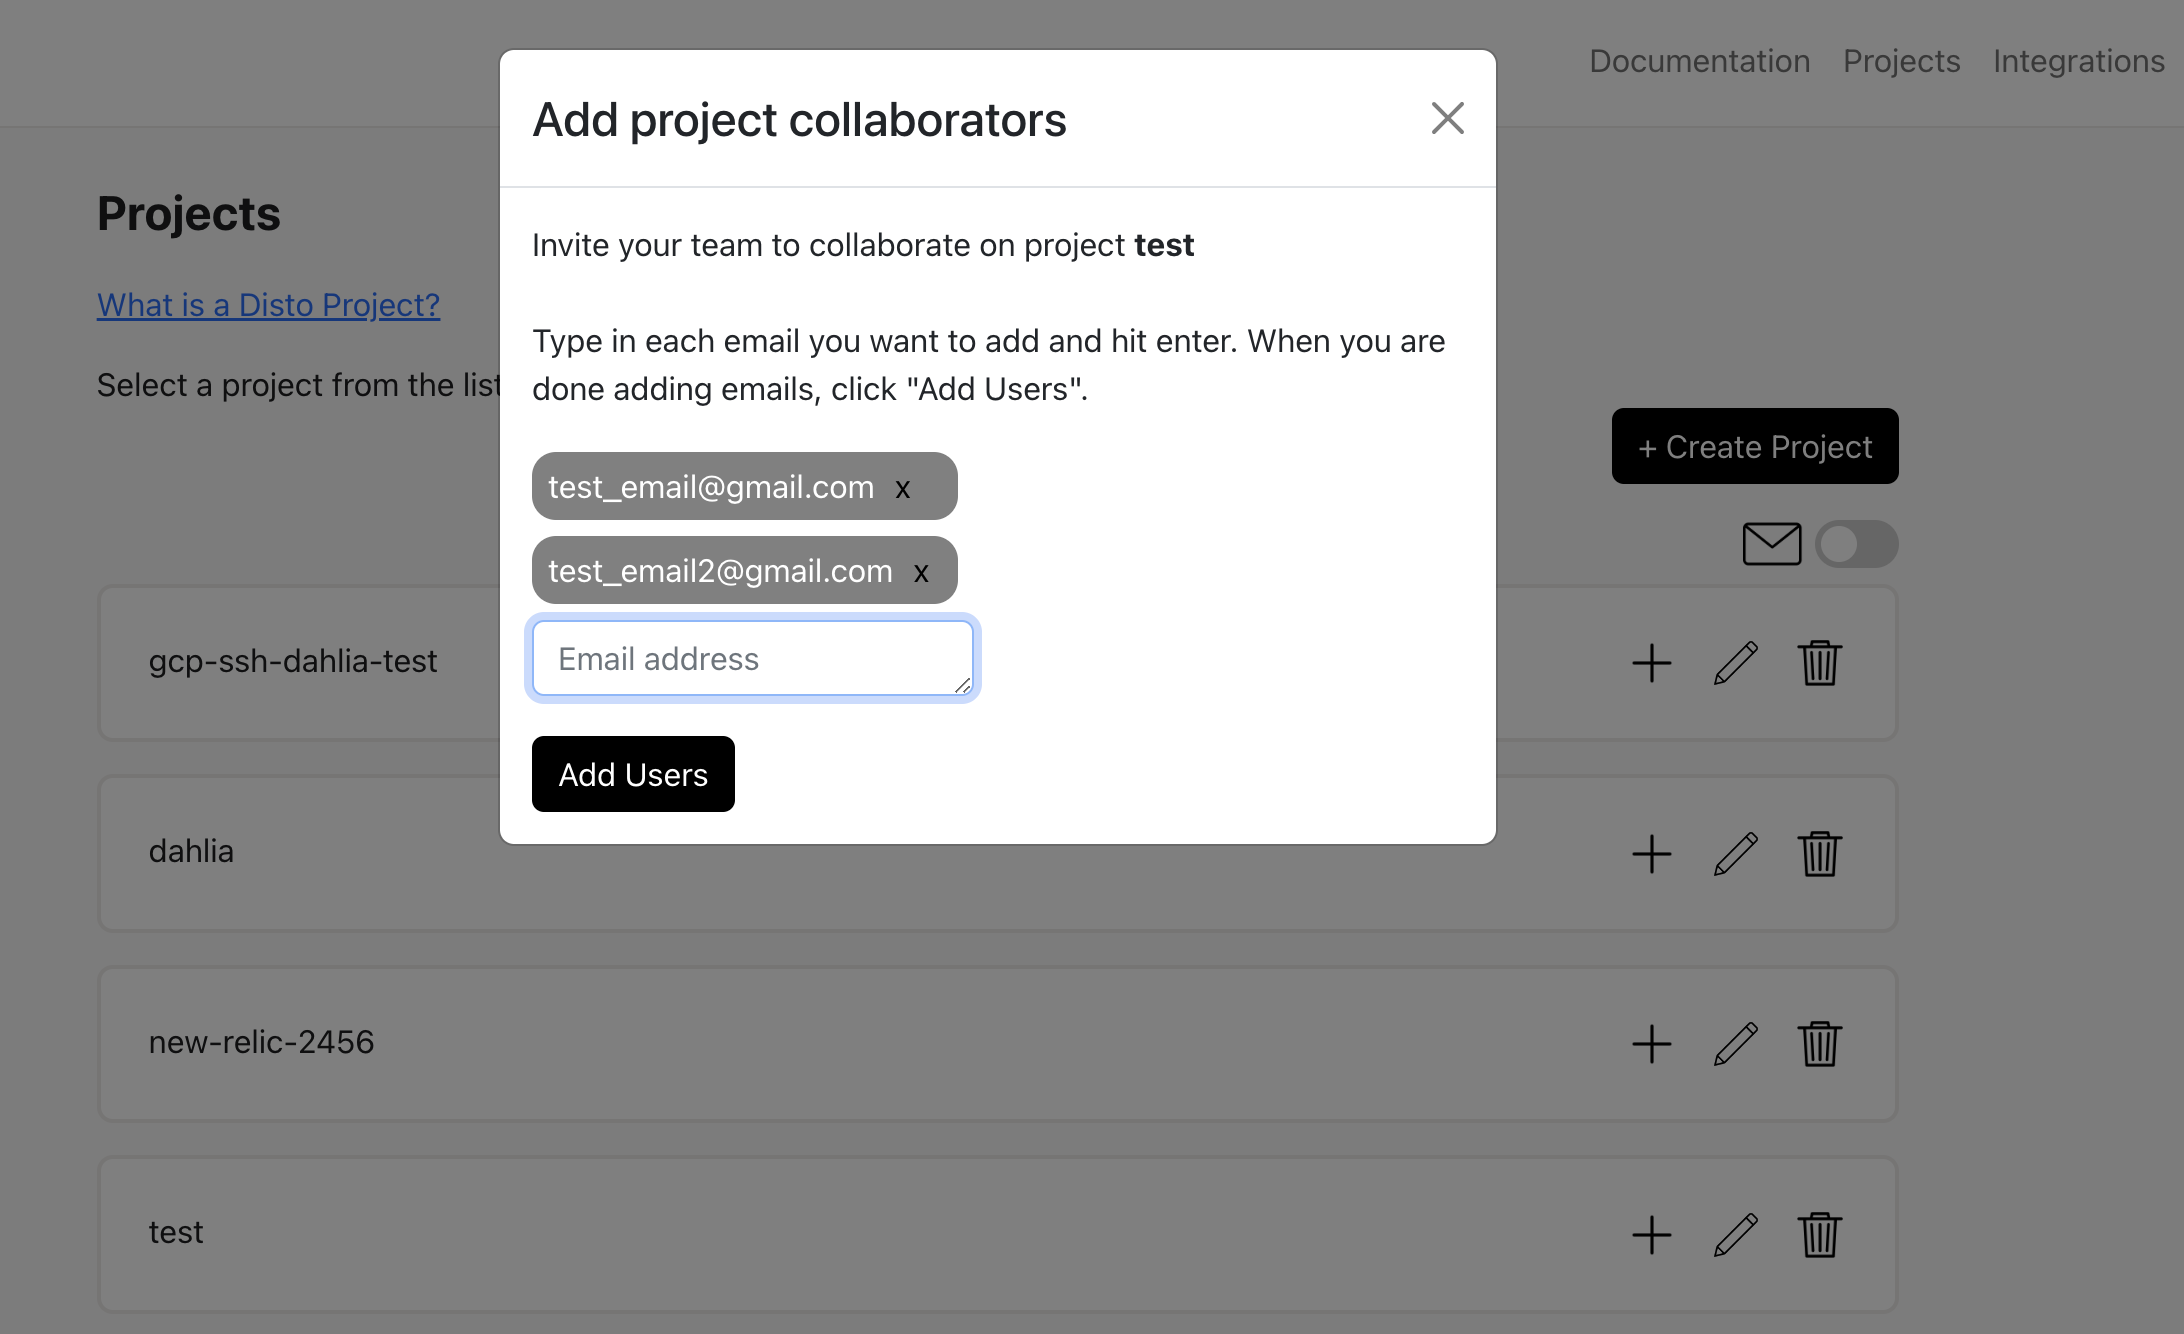 Documentation Projects Integrations
Add project collaborators
Invite your team to collaborate on project test
Type in each email you want to add and hit enter. When you are
done adding emails, click "Add Users".
test_email@gmail.com x
test_email2@gmail.com x
Email address
Add Users
Projects
What is a Disto Project?
Select a project from the list
+ Create Project
gcp-ssh-dahlia-test
dahlia
new-relic-2456
test